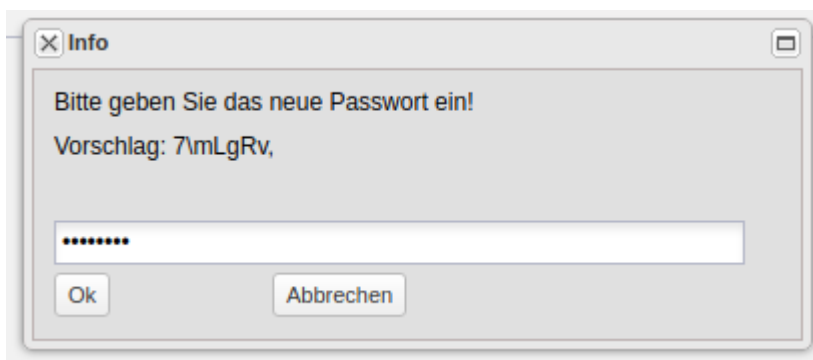 Info
Bitte geben Sie das neue Passwort ein!
Vorschlag: 7\mLgRv,
••••••••
Ok
Abbrechen